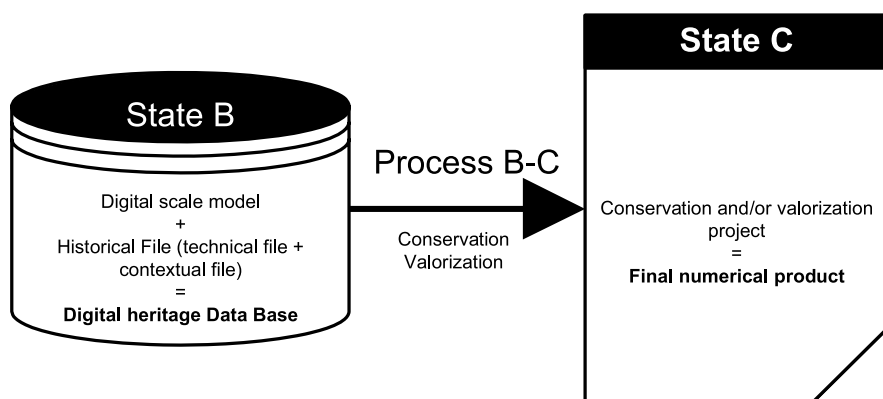 State B
Digital scale model
+
Historical File (technical file +
contextual file)
=
Digital heritage Data Base
Process B-C
Conservation
Valorization
State C
Conservation and/or valorization
project
=
Final numerical product